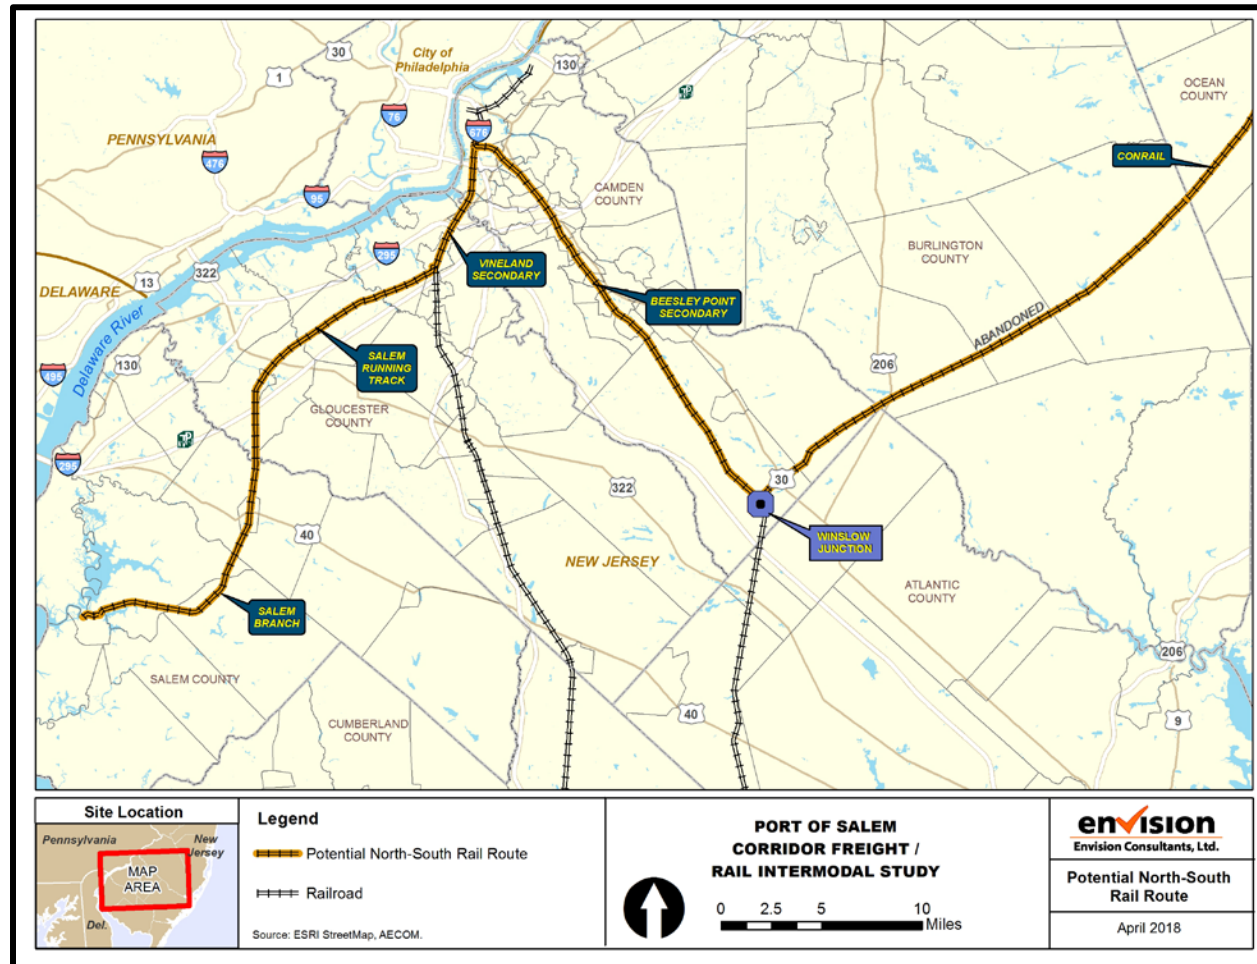 City of
Philadelphia
30
1
130
OCEAN
COUNTY
76
676
PENNSYLVANIA
476
CONRAIL
95
CAMDEN
COUNTY
295
BURLINGTON
COUNTY
322
13
VINELAND
SECONDARY
DELAWARE
BEESLEY POINT
SECONDARY
Delaware River
ABANDONED
130
206
495
SALEM
RUNNING
TRACK
GLOUCESTER
COUNTY
295
30
322
40
WINSLOW
JUNCTION
NEW JERSEY
ATLANTIC
COUNTY
SALEM
BRANCH
206
SALEM COUNTY
40
9
CUMBERLAND
COUNTY
Site Location
Pennsylvania
New
Jersey
MAP
AREA
Del.
Legend
Potential North-South Rail Route
Railroad
Source: ESRI StreetMap, AECOM.
PORT OF SALEM
CORRIDOR FREIGHT /
RAIL INTERMODAL STUDY
0 2.5 5 10
Miles
envision
Envision Consultants, Ltd.
Potential North-South
Rail Route
April 2018